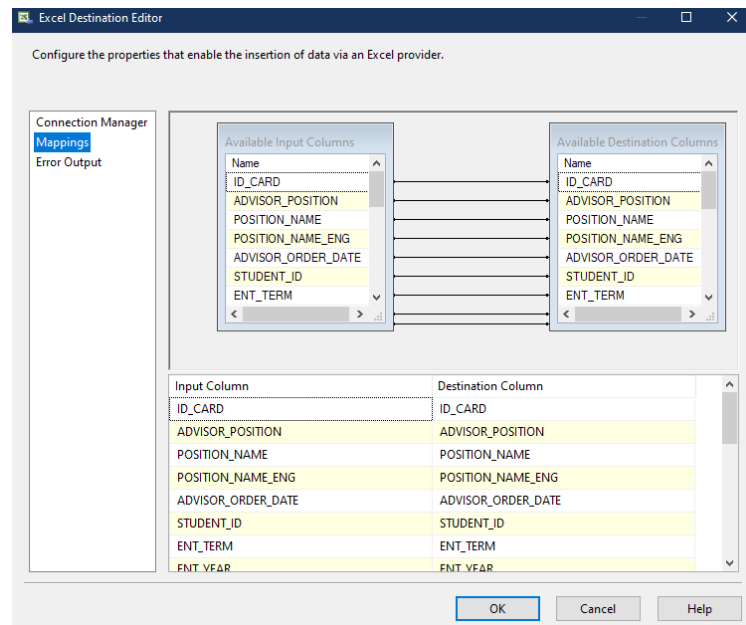 Excel Destination Editor
Configure the properties that enable the insertion of data via an Excel provider.
Connection Manager
Mappings
Error Output
Available Input Columns
Name
ID_CARD
ADVISOR_POSITION
POSITION_NAME
POSITION_NAME_ENG
ADVISOR_ORDER_DATE
STUDENT_ID
ENT_TERM
Available Destination Columns
Name
ID_CARD
ADVISOR_POSITION
POSITION_NAME
POSITION_NAME_ENG
ADVISOR_ORDER_DATE
STUDENT_ID
ENT_TERM
Input Column Destination Column
ID_CARD ID_CARD
ADVISOR_POSITION ADVISOR_POSITION
POSITION_NAME POSITION_NAME
POSITION_NAME_ENG POSITION_NAME_ENG
ADVISOR_ORDER_DATE ADVISOR_ORDER_DATE
STUDENT_ID STUDENT_ID
ENT_TERM ENT_TERM
ENT_YEAR ENT_YEAR
OK Cancel Help